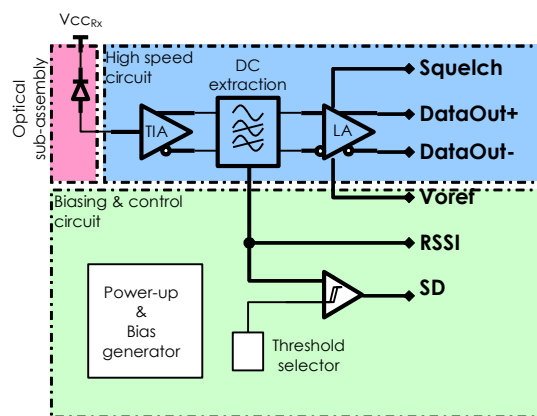 VccRx
Optical
sub-assembly
High speed
circuit
DC
extraction
TIA
LA
Squelch
DataOut+
DataOut-
Voref
Biasing & control
circuit
RSSI
SD
Power-up
&
Bias
generator
Threshold
selector